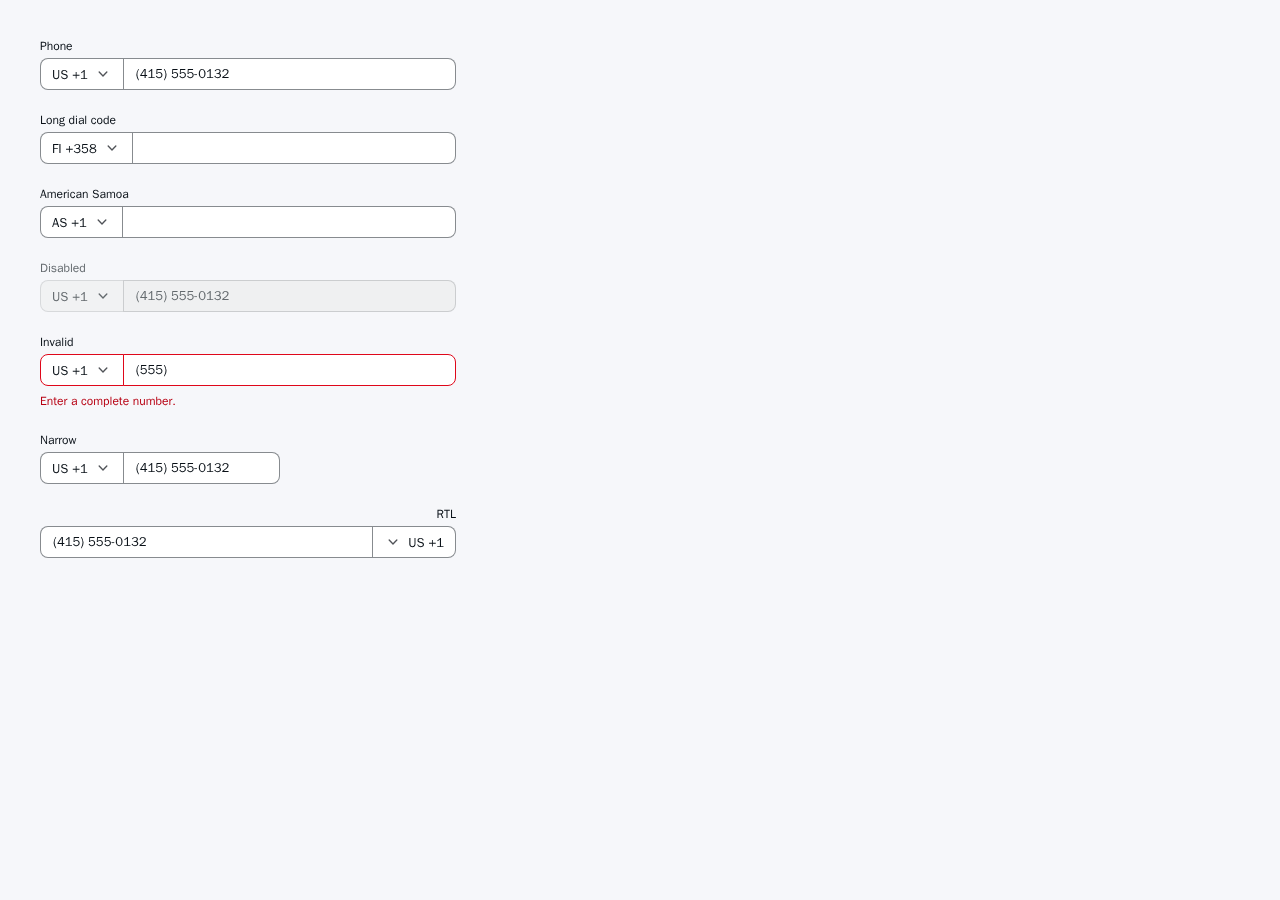 Phone
US +1 (415) 555-0132
Long dial code
FI +358
American Samoa
AS +1
Disabled
US +1 (415) 555-0132
Invalid
US +1 (555)
Enter a complete number.
Narrow
US +1 (415) 555-0132
RTL
(415) 555-0132 US +1